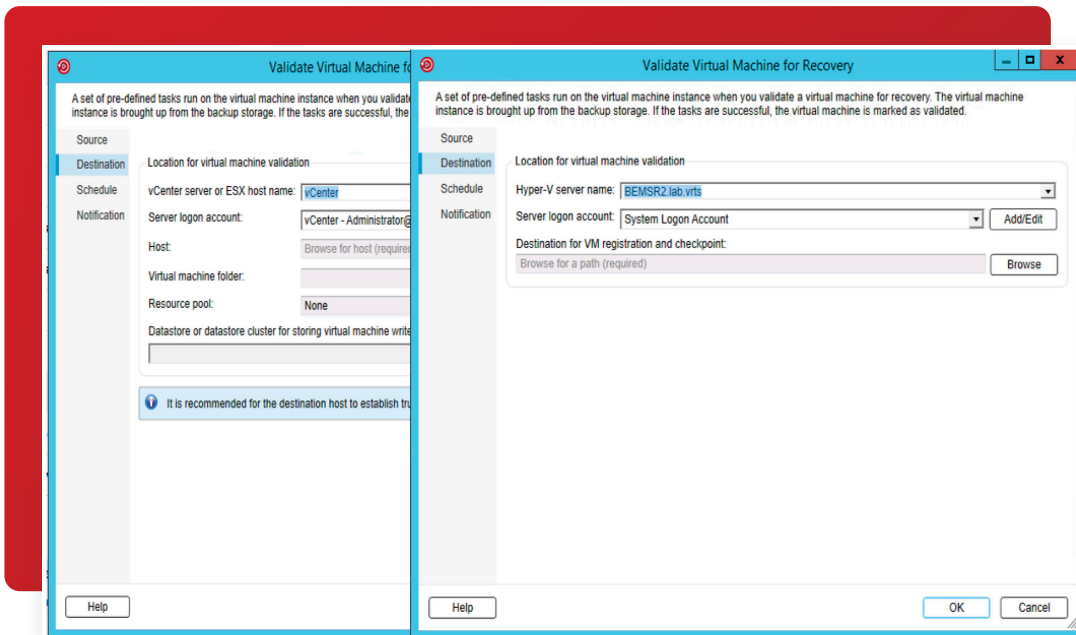 Validate Virtual Machine fo
A set of pre-defined tasks run on the virtual machine instance when you validate
instance is brought up from the backup storage. If the tasks are successful, the
Source
Destination
Schedule
Notification
Location for virtual machine validation
vCenter server or ESX host name: vCenter
Server logon account: vCenter - Administrator@
Host: Browse for host (required
Virtual machine folder:
Resource pool: None
Datastore or datastore cluster for storing virtual machine write
It is recommended for the destination host to establish tru
Help
Validate Virtual Machine for Recovery
x
A set of pre-defined tasks run on the virtual machine instance when you validate a virtual machine for recovery. The virtual machine
instance is brought up from the backup storage. If the tasks are successful, the virtual machine is marked as validated.
Source
Destination
Schedule
Notification
Location for virtual machine validation
Hyper-V server name: BEMSR2.lab.vrts
Server logon account: System Logon Account Add/Edit
Destination for VM registration and checkpoint:
Browse for a path (required) Browse
Help OK Cancel